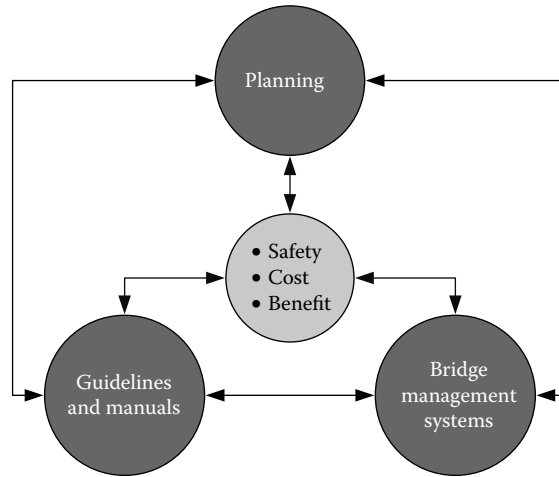 Planning
• Safety
• Cost
• Benefit
Guidelines
and manuals
Bridge
management
systems